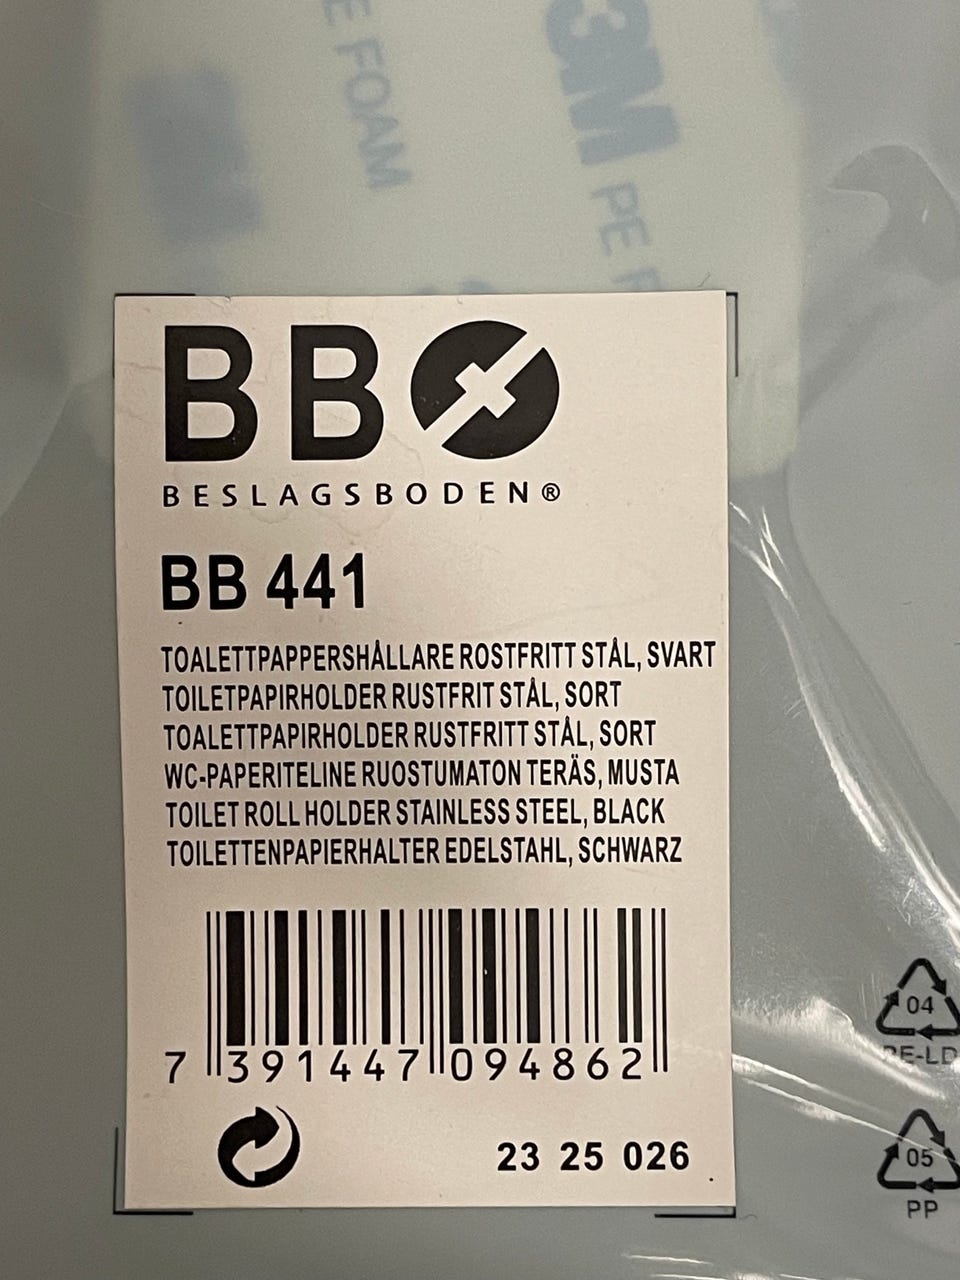 E FOAM
3M PE F
BB
BESLAGSBODEN®
BB 441
TOALETTPAPPERSHÅLLARE ROSTFRITT STÅL, SVART
TOILETPAPIRHOLDER RUSTFRIT STÅL, SORT
TOALETTPAPIRHOLDER RUSTFRITT STÅL, SORT
WC-PAPERITELINE RUOSTUMATON TERÄS, MUSTA
TOILET ROLL HOLDER STAINLESS STEEL, BLACK
TOILETTENPAPIERHALTER EDELSTAHL, SCHWARZ
7 391447 094862
23 25 026
04
PE-LD
05
PP